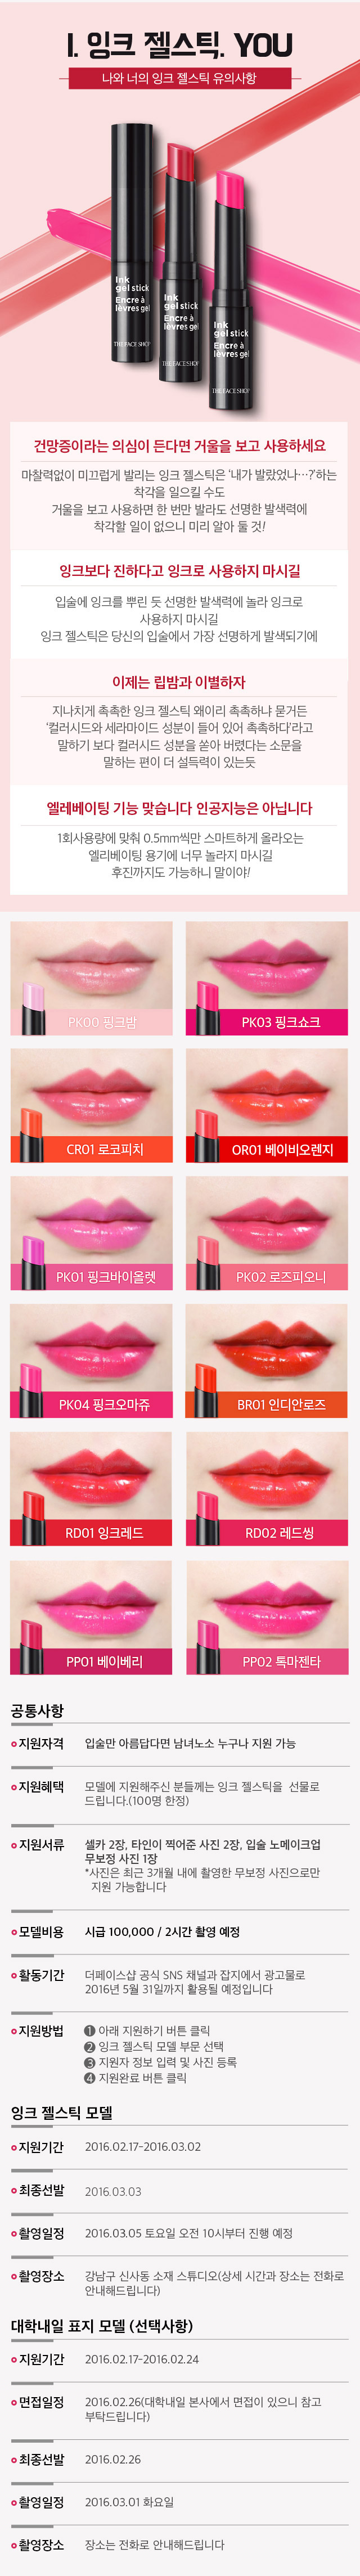 I. 잉크 젤스틱. YOU
나와 너의 잉크 젤스틱 유의사항
Ink
gel stick
Encre à
lèvres gel
THE FACE SHOP
Ink
gel stick
Encre à
lèvres gel
THE FACE SHOP
Ink
gel stick
Encre à
lèvres gel
THE FACE SHOP
건망증이라는 의심이 든다면 거울을 보고 사용하세요
마찰력없이 미끄럽게 발리는 잉크 젤스틱은 ‘내가 발랐었나…?’하는
착각을 일으킬 수도
거울을 보고 사용하면 한 번만 발라도 선명한 발색력에
착각할 일이 없으니 미리 알아 둘 것!
잉크보다 진하다고 잉크로 사용하지 마시길
입술에 잉크를 뿌린 듯 선명한 발색력에 놀라 잉크로
사용하지 마시길
잉크 젤스틱은 당신의 입술에서 가장 선명하게 발색되기에
이제는 립밤과 이별하자
지나치게 촉촉한 잉크 젤스틱 왜이리 촉촉하냐 묻거든
‘컬러시드와 세라마이드 성분이 들어 있어 촉촉하다’라고
말하기 보다 컬러시드 성분을 쏟아 버렸다는 소문을
말하는 편이 더 설득력이 있는듯
엘레베이팅 기능 맞습니다 인공지능은 아닙니다
1회사용량에 맞춰 0.5mm씩만 스마트하게 올라오는
엘리베이팅 용기에 너무 놀라지 마시길
후진까지도 가능하니 말이야!
PK00 핑크밤
PK03 핑크쇼크
CR01 로코피치
OR01 베이비오렌지
PK01 핑크바이올렛
PK02 로즈피오니
PK04 핑크오마쥬
BR01 인디안로즈
RD01 잉크레드
RD02 레드씽
PP01 베이베리
PP02 톡마젠타
공통사항
지원자격 입술만 아름답다면 남녀노소 누구나 지원 가능
지원혜택 모델에 지원해주신 분들께는 잉크 젤스틱을 선물로
드립니다.(100명 한정)
지원서류 셀카 2장, 타인이 찍어준 사진 2장, 입술 노메이크업
무보정 사진 1장
*사진은 최근 3개월 내에 촬영한 무보정 사진으로만
지원 가능합니다
모델비용 시급 100,000 / 2시간 촬영 예정
활동기간 더페이스샵 공식 SNS 채널과 잡지에서 광고물로
2016년 5월 31일까지 활용될 예정입니다
지원방법 1 아래 지원하기 버튼 클릭
2 잉크 젤스틱 모델 부문 선택
3 지원자 정보 입력 및 사진 등록
4 지원완료 버튼 클릭
잉크 젤스틱 모델
지원기간 2016.02.17-2016.03.02
최종선발 2016.03.03
촬영일정 2016.03.05 토요일 오전 10시부터 진행 예정
촬영장소 강남구 신사동 소재 스튜디오(상세 시간과 장소는 전화로
안내해드립니다)
대학내일 표지 모델 (선택사항)
지원기간 2016.02.17-2016.02.24
면접일정 2016.02.26(대학내일 본사에서 면접이 있으니 참고
부탁드립니다)
최종선발 2016.02.26
촬영일정 2016.03.01 화요일
촬영장소 장소는 전화로 안내해드립니다